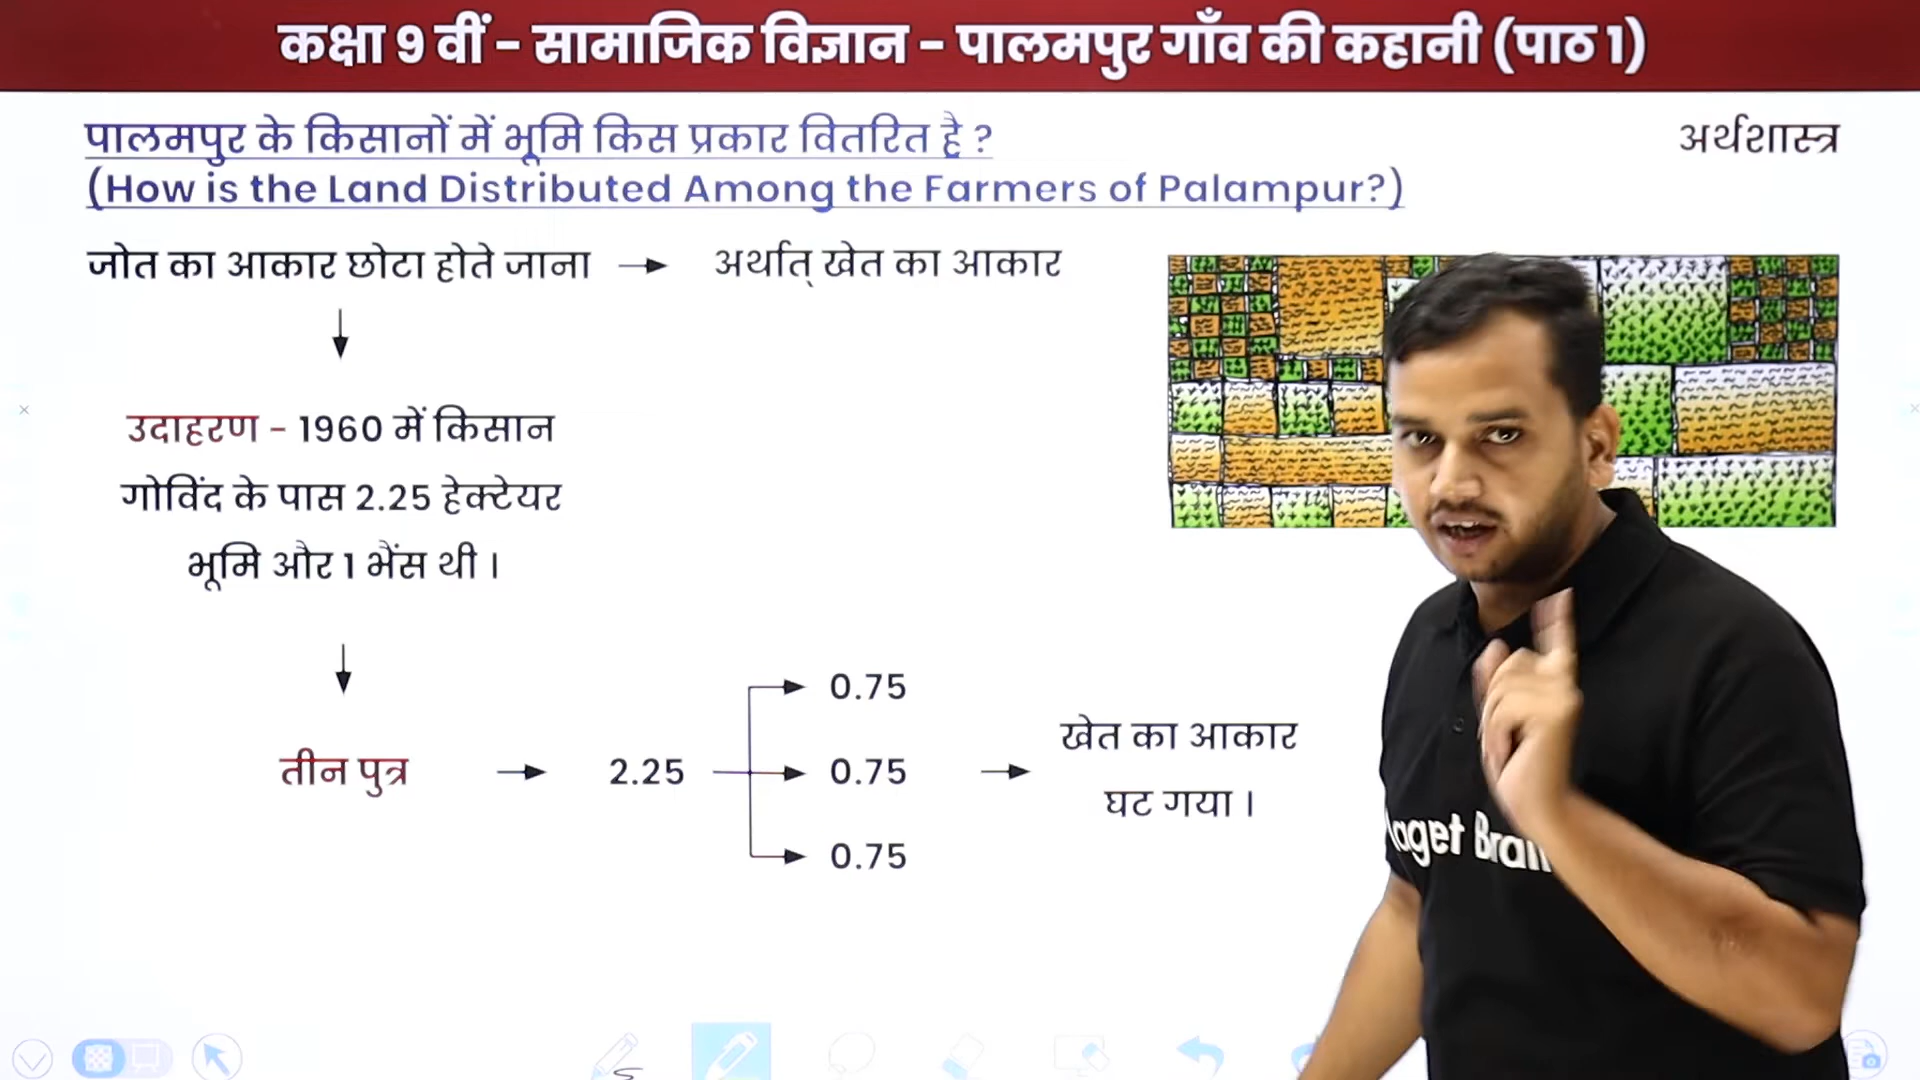 कक्षा 9 वीं – सामाजिक विज्ञान – पालमपुर गाँव की कहानी (पाठ 1)
पालमपुर के किसानों में भूमि किस प्रकार वितरित है ?
अर्थशास्त्र
(How is the Land Distributed Among the Farmers of Palampur?)
जोत का आकार छोटा होते जाना → अर्थात् खेत का आकार
उदाहरण – 1960 में किसान
गोविंद के पास 2.25 हेक्टेयर
भूमि और 1 भैंस थी ।
तीन पुत्र → 2.25
0.75
0.75
0.75
खेत का आकार
घट गया ।